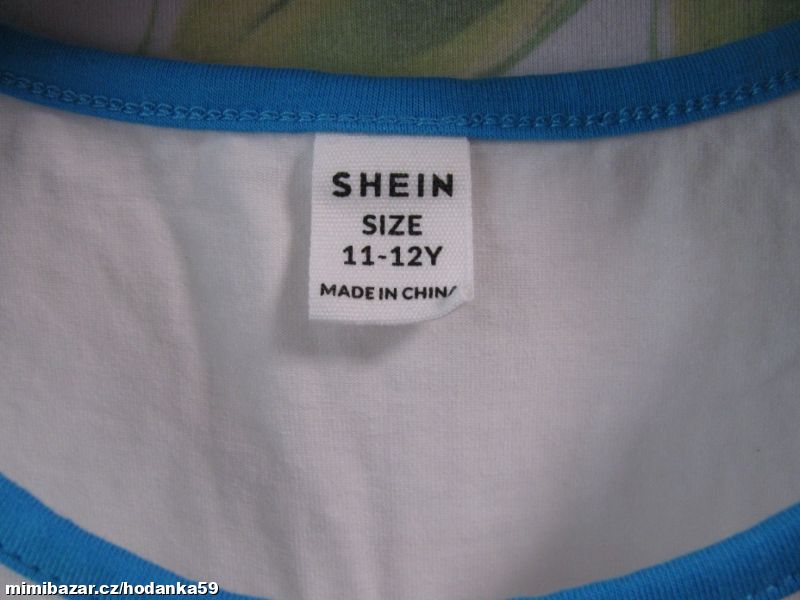 SHEIN
SIZE
11-12Y
MADE IN CHINA
mimibazar.cz/hodanka59